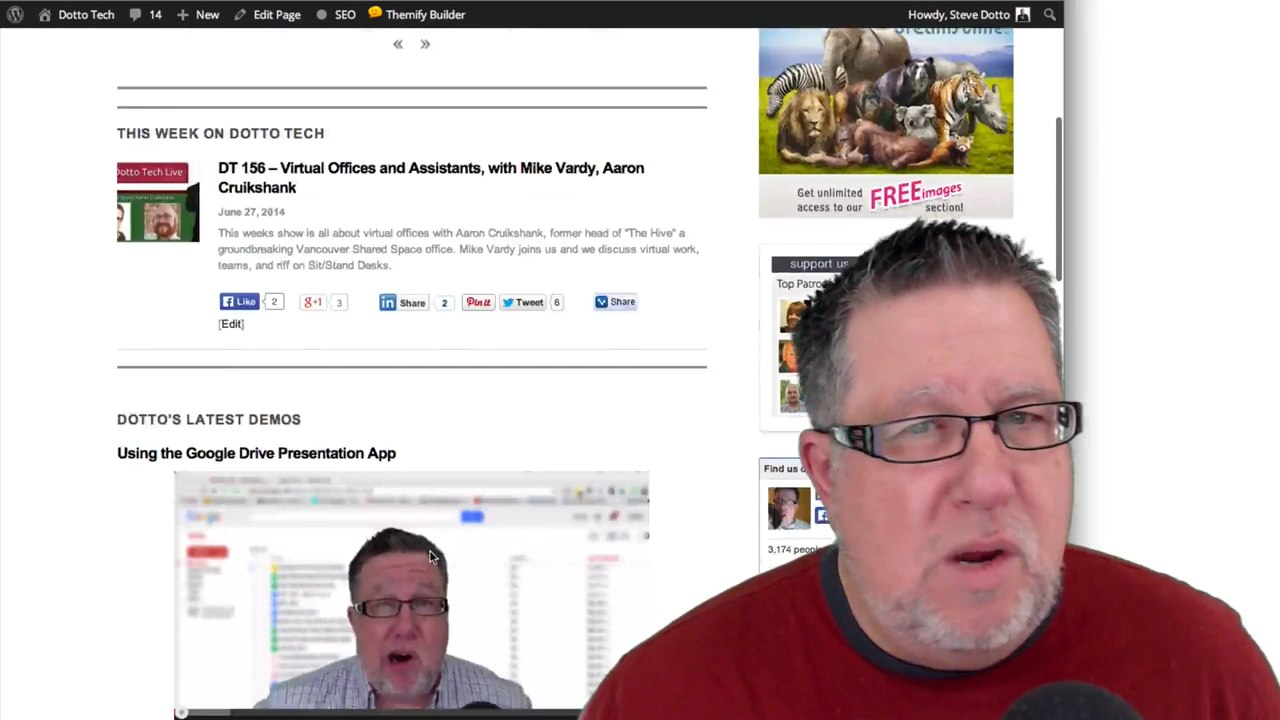 Dotto Tech 14 New Edit Page SEO Themify Builder Howdy, Steve Dotto
« »
THIS WEEK ON DOTTO TECH
Dotto Tech Live
DT 156 – Virtual Offices and Assistants, with Mike Vardy, Aaron
Cruikshank
June 27, 2014
This weeks show is all about virtual offices with Aaron Cruikshank, former head of "The Hive" a
groundbreaking Vancouver Shared Space office. Mike Vardy joins us and we discuss virtual work,
teams, and riff on Sit/Stand Desks.
Like 2 g+1 3 in Share 2 Pin it Tweet 6 Share
[Edit]
DOTTO'S LATEST DEMOS
Using the Google Drive Presentation App
Get unlimited
access to our FREE images
section!
support us
Top
Find us
3,174